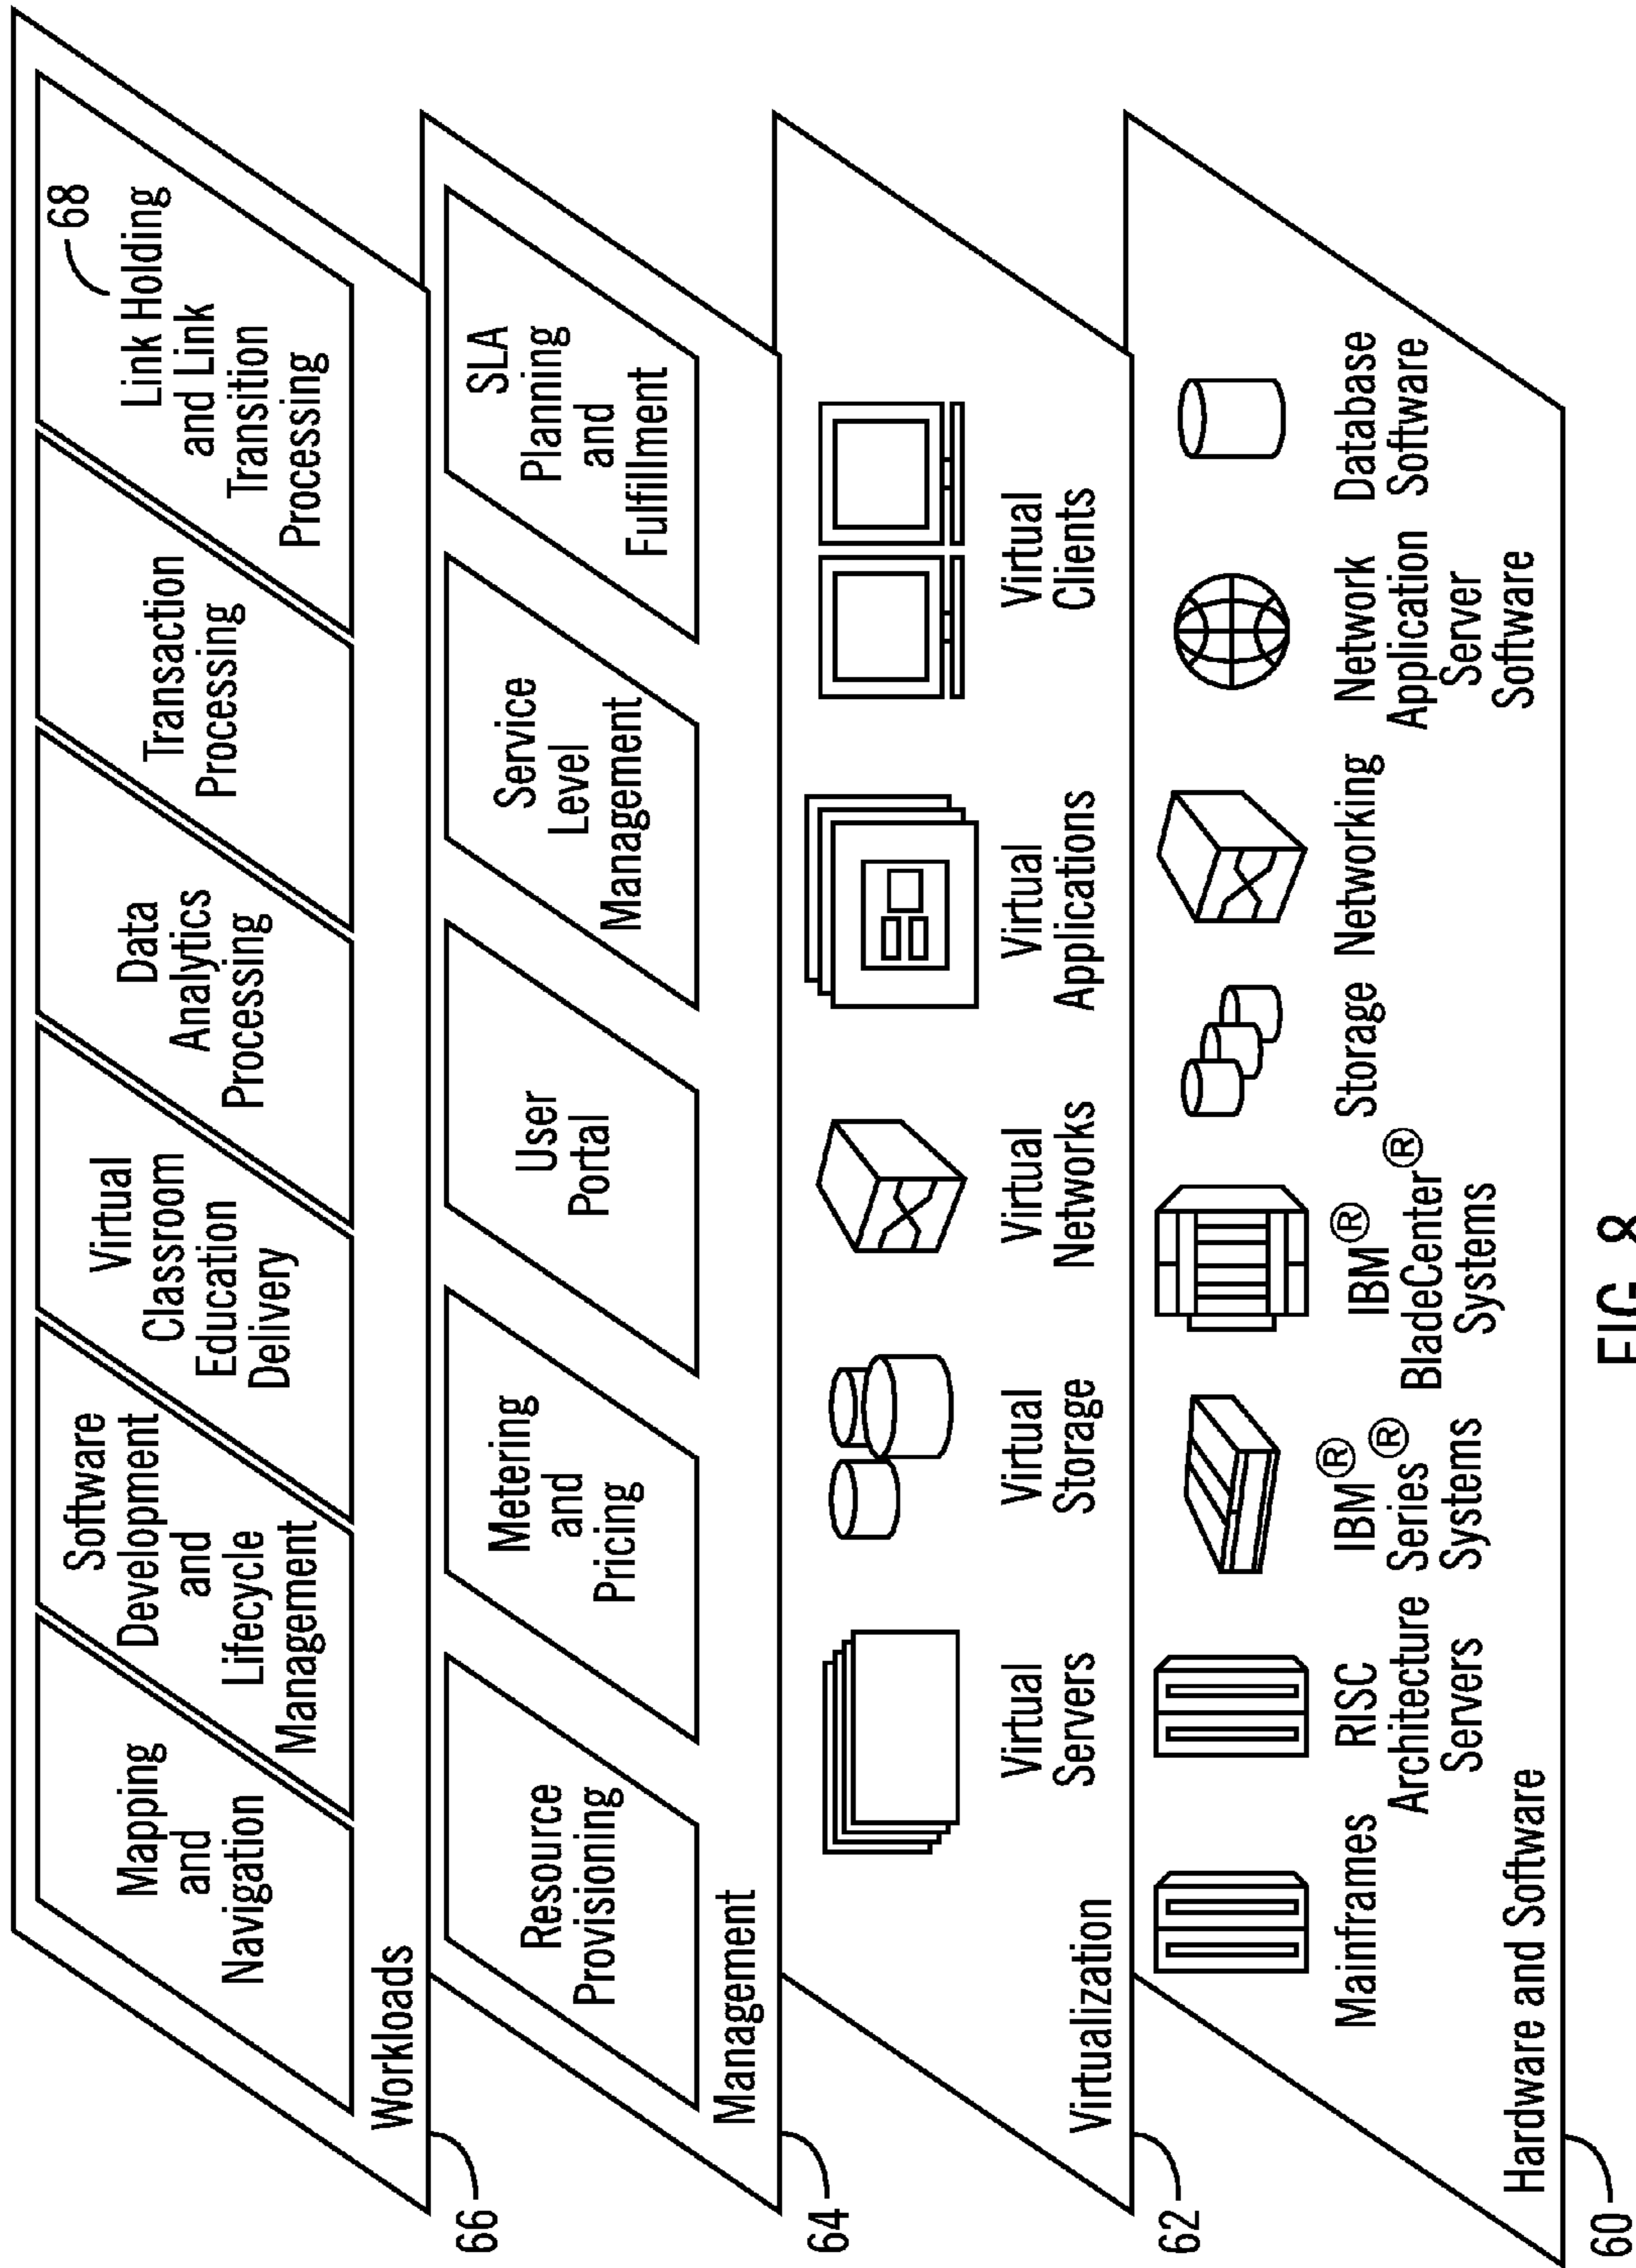 Mapping
and
Navigation
Software
Development
and
Lifecycle
Management
Virtual
Classroom
Education
Delivery
Data
Analytics
Processing
Transaction
Processing
68
Link Holding
and Link
Transition
Processing
Workloads
66
Resource
Provisioning
Metering
and
Pricing
User
Portal
Service
Level
Management
SLA
Planning
and
Fulfillment
Management
64
Virtual
Servers
Virtual
Storage
Virtual
Networks
Virtual
Applications
Virtual
Clients
Virtualization
62
Mainframes
RISC
Architecture
Servers
IBM®
Series®
Systems
IBM®
BladeCenter®
Systems
Storage
Networking
Network
Application
Server
Software
Database
Software
Hardware and Software
60
FIG. 8